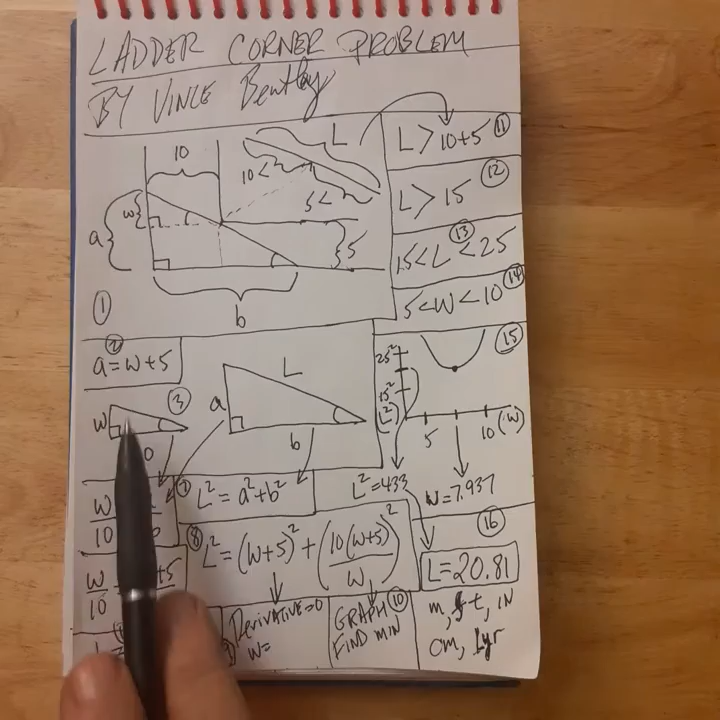 LADDER CORNER PROBLEM
BY VINCE Bentley
10
L
10<
5<
w
a
5
b
①
L > 10+5 ⑪
L > 15 ⑫
15 < L < 25 ⑬
5 < W < 10 ⑭
② a = w+5
③
w
a
L
b
⑮
25²
15²
(L²)
5
10 (W)
L² = 433
W = 7.937
W
10
⑦ L² = a² + b²
⑧ L² = (W+5)² + (10(W+5)/W)²
W
10
+5
DERIVATIVE = 0
W =
GRAPH ⑩
FIND MIN
⑯
L = 20.81
m, ft, IN
cm, lyr